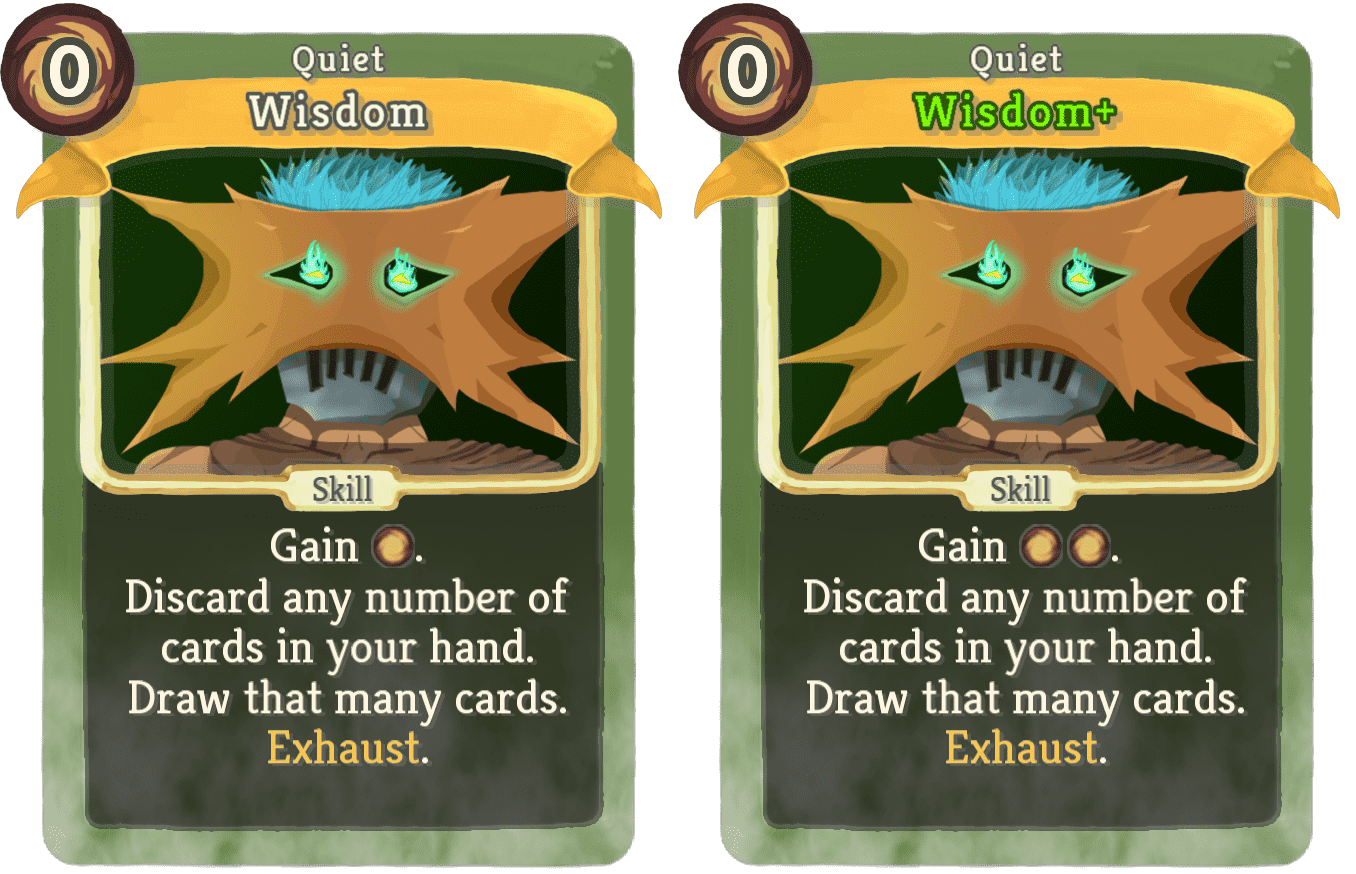 0
Quiet
Wisdom
Skill
Gain .
Discard any number of
cards in your hand.
Draw that many cards.
Exhaust.
0
Quiet
Wisdom+
Skill
Gain .
Discard any number of
cards in your hand.
Draw that many cards.
Exhaust.